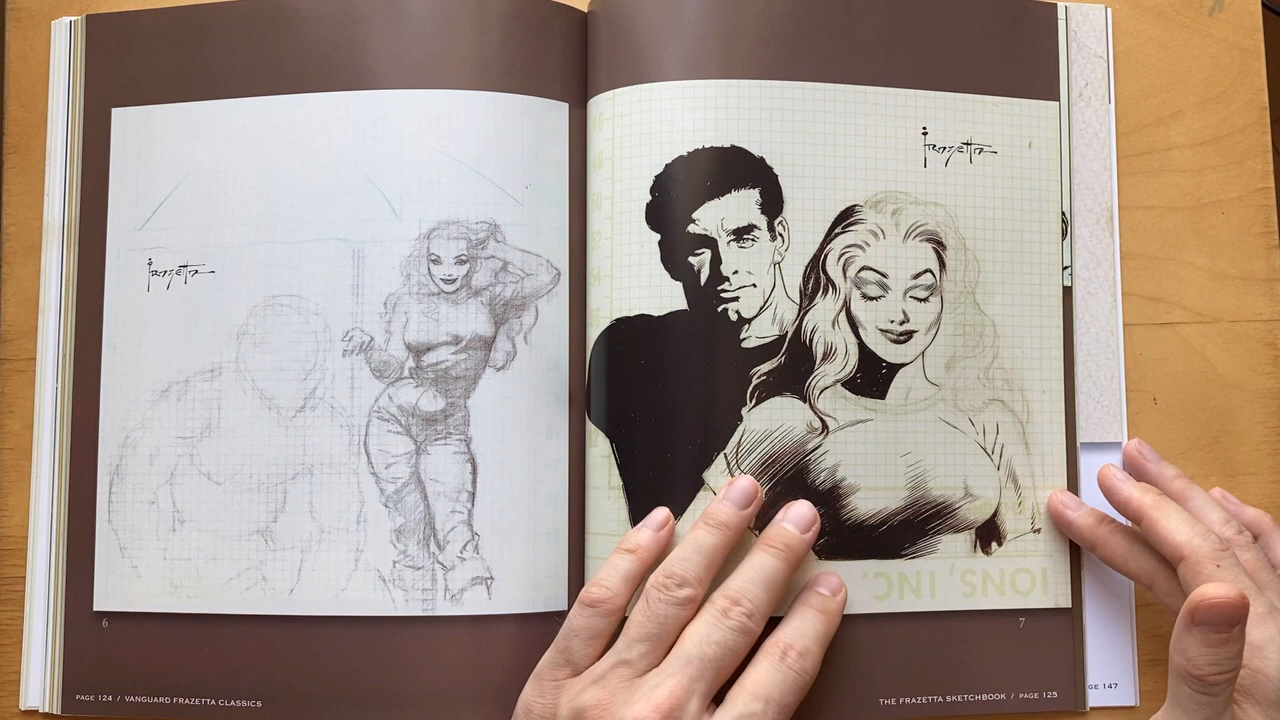 Frazetta
6
PAGE 124 / VANGUARD FRAZETTA CLASSICS
Frazetta
IONS, INC.
7
THE FRAZETTA SKETCHBOOK / PAGE 125
GE 147